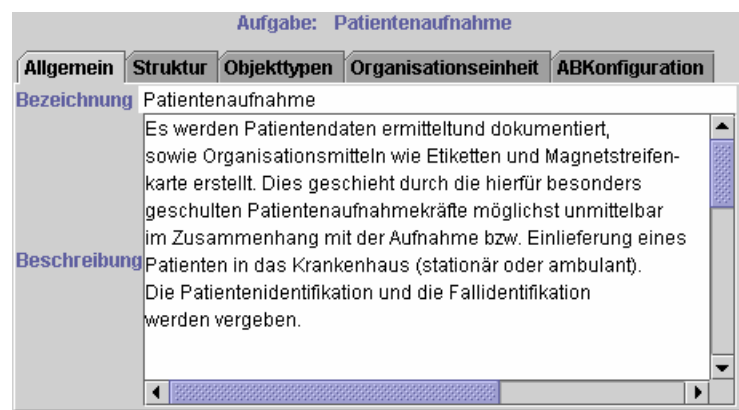 Aufgabe: Patientenaufnahme
Allgemein Struktur Objekttypen Organisationseinheit ABKonfiguration
Bezeichnung Patientenaufnahme
Es werden Patientendaten ermitteltund dokumentiert,
sowie Organisationsmitteln wie Etiketten und Magnetstreifen-
karte erstellt. Dies geschieht durch die hierfür besonders
geschulten Patientenaufnahmekräfte möglichst unmittelbar
im Zusammenhang mit der Aufnahme bzw. Einlieferung eines
Beschreibung Patienten in das Krankenhaus (stationär oder ambulant).
Die Patientenidentifikation und die Fallidentifikation
werden vergeben.